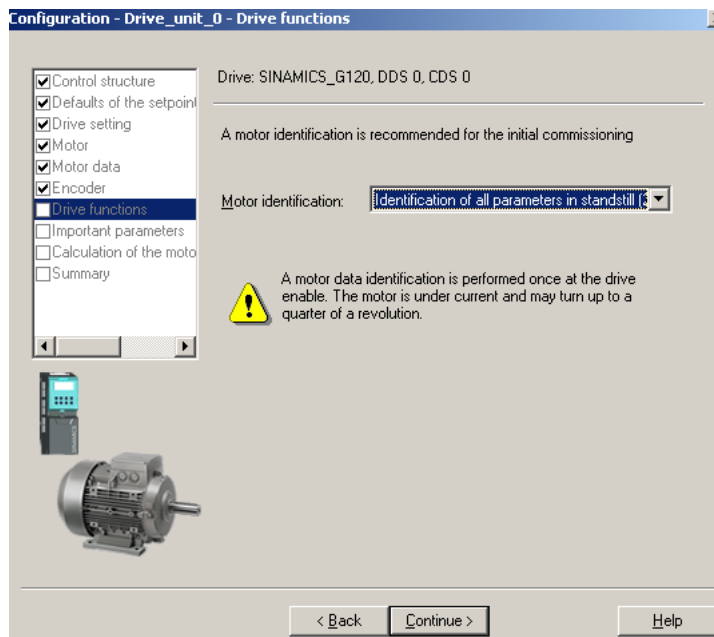 Configuration - Drive_unit_0 - Drive functions
Control structure
Defaults of the setpoint
Drive setting
Motor
Motor data
Encoder
Drive functions
Important parameters
Calculation of the moto
Summary
Drive: SINAMICS_G120, DDS 0, CDS 0
A motor identification is recommended for the initial commissioning
Motor identification:
Identification of all parameters in standstill (
A motor data identification is performed once at the drive
enable. The motor is under current and may turn up to a
quarter of a revolution.
SINAMICS
< Back
Continue >
Help